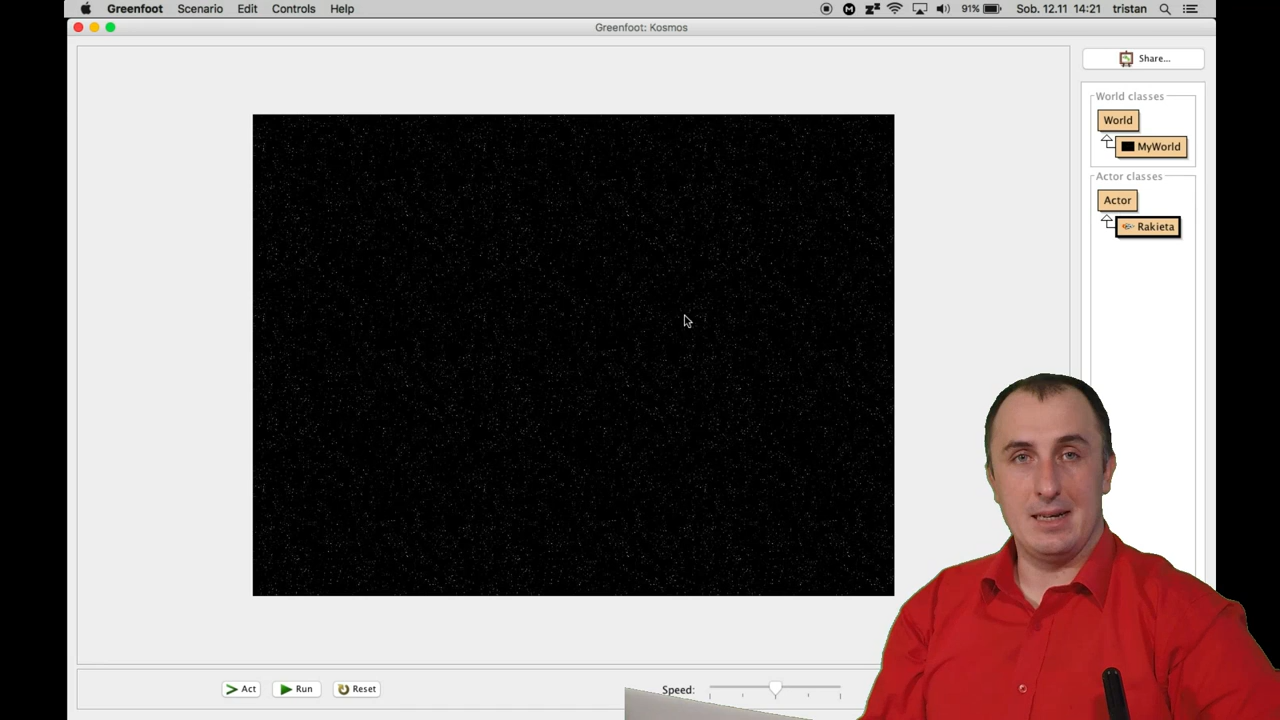 Greenfoot Scenario Edit Controls Help 91% Sob. 12.11 14:21 tristan
Greenfoot: Kosmos
Share...
World classes
World
MyWorld
Actor classes
Actor
Rakieta
Act Run Reset Speed: